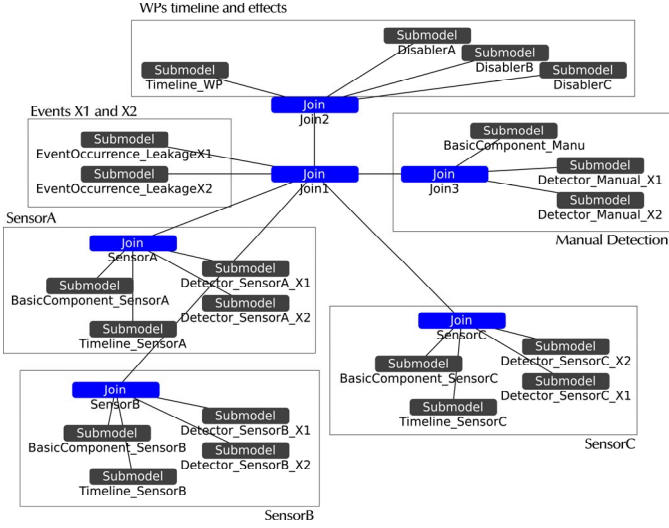 WPs timeline and effects
Submodel
DisablerA
Submodel
DisablerB
Submodel
Timeline_WP
Submodel
DisablerC
Join
Join2
Events X1 and X2
Submodel
EventOccurrence_LeakageX1
Submodel
EventOccurrence_LeakageX2
Join
Join1
Join
Join3
Submodel
BasicComponent_Manu
Submodel
Detector_Manual_X1
Submodel
Detector_Manual_X2
Manual Detection
SensorA
Join
SensorA
Submodel
Detector_SensorA_X1
Submodel
BasicComponent_SensorA
Submodel
Detector_SensorA_X2
Submodel
Timeline_SensorA
Join
SensorC
Submodel
Detector_SensorC_X2
Submodel
BasicComponent_SensorC
Submodel
Detector_SensorC_X1
Submodel
Timeline_SensorC
SensorC
Join
SensorB
Submodel
Detector_SensorB_X1
Submodel
BasicComponent_SensorB
Submodel
Detector_SensorB_X2
Submodel
Timeline_SensorB
SensorB